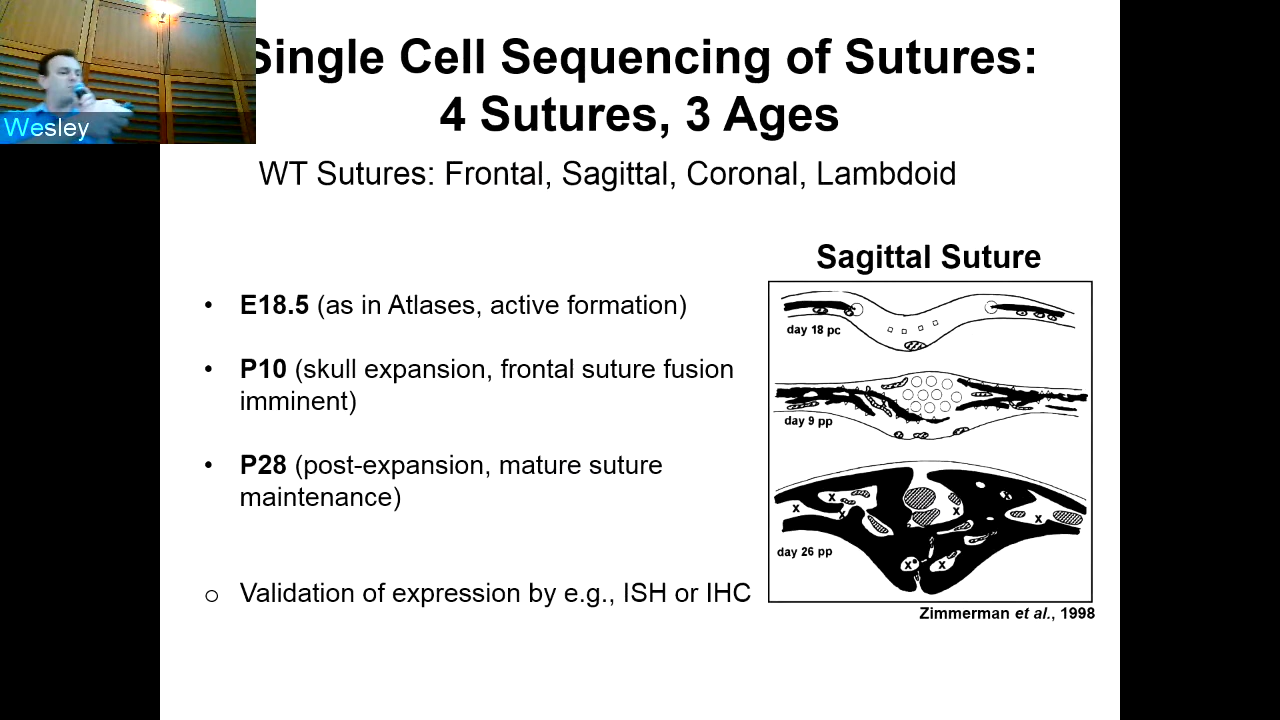 Single Cell Sequencing of Sutures:
4 Sutures, 3 Ages
Wesley
WT Sutures: Frontal, Sagittal, Coronal, Lambdoid
• E18.5 (as in Atlases, active formation)
• P10 (skull expansion, frontal suture fusion
imminent)
• P28 (post-expansion, mature suture
maintenance)
o Validation of expression by e.g., ISH or IHC
Sagittal Suture
day 18 pc
day 9 pp
x
x
x
x
x
x
x
x
day 26 pp
Zimmerman et al., 1998